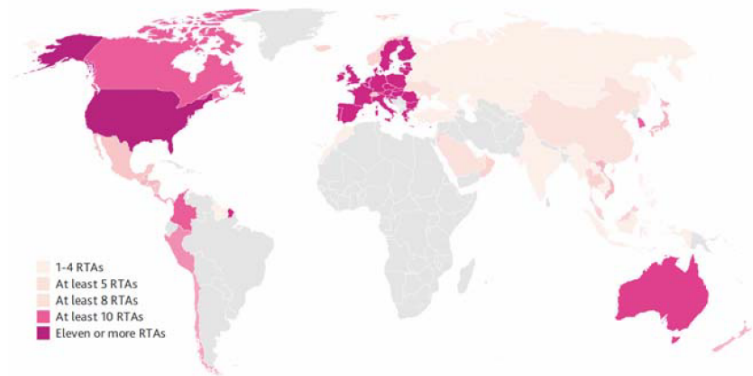 1-4 RTAs
At least 5 RTAs
At least 8 RTAs
At least 10 RTAs
Eleven or more RTAs